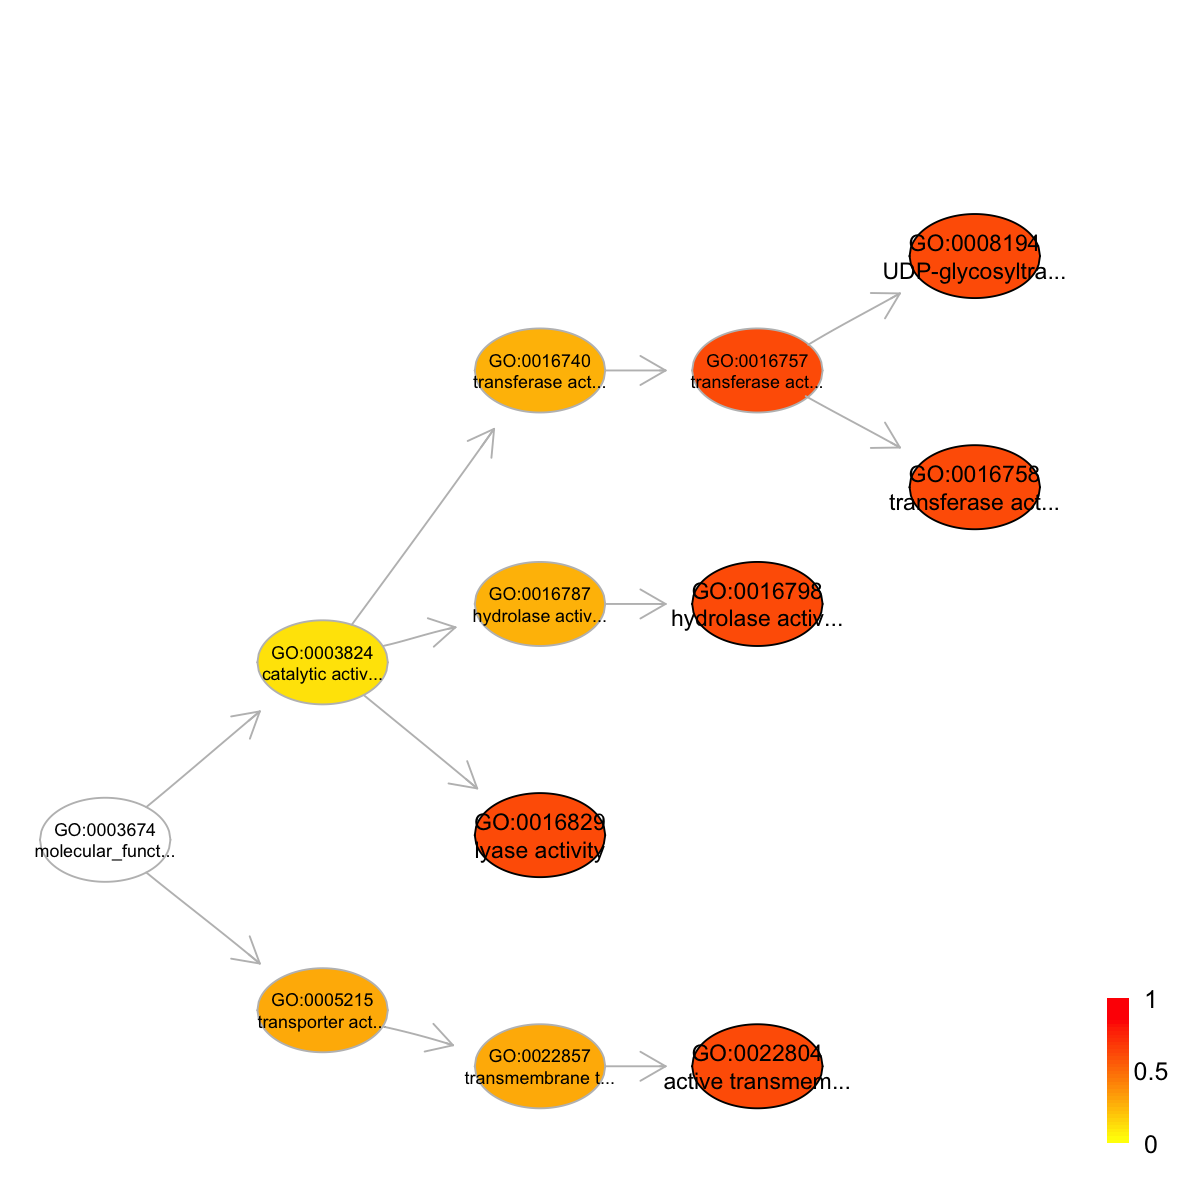 GO:0008194
UDP-glycosyltra...
GO:0016740
transferase act...
GO:0016757
transferase act...
GO:0016758
transferase act...
GO:0016787
hydrolase activ...
GO:0016798
hydrolase activ...
GO:0003824
catalytic activ...
GO:0003674
molecular_funct...
GO:0016829
lyase activity
GO:0005215
transporter act...
GO:0022857
transmembrane t...
GO:0022804
active transmem...
1
0.5
0